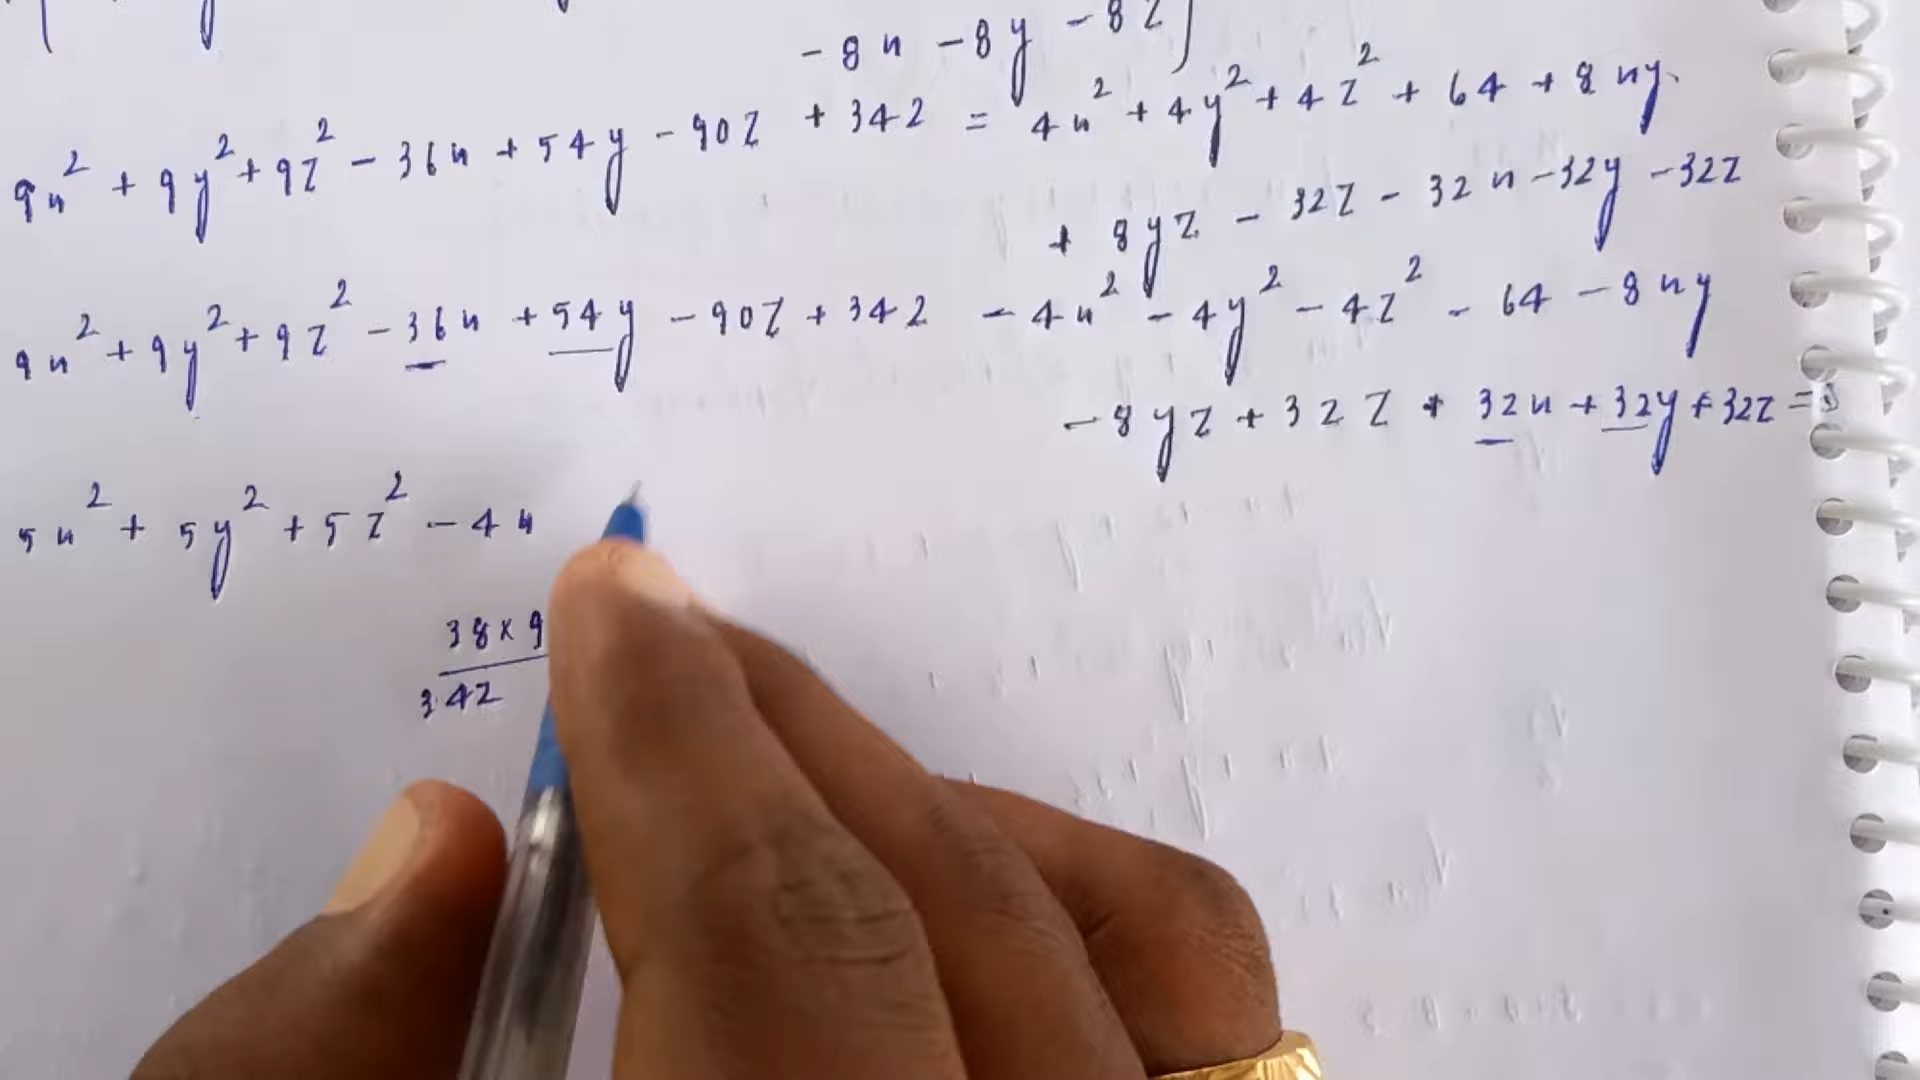 - 8x - 8y - 8z)
9x² + 9y² + 9z² - 36x + 54y - 90z + 342 = 4x² + 4y² + 4z² + 64 + 8xy
+ 8yz - 32z - 32x - 32y - 32z
9x² + 9y² + 9z² - 36x + 54y - 90z + 342 - 4x² - 4y² - 4z² - 64 - 8xy
- 8yz + 32z + 32x + 32y + 32z = 0
5x² + 5y² + 5z² - 4x
38 x 9
342